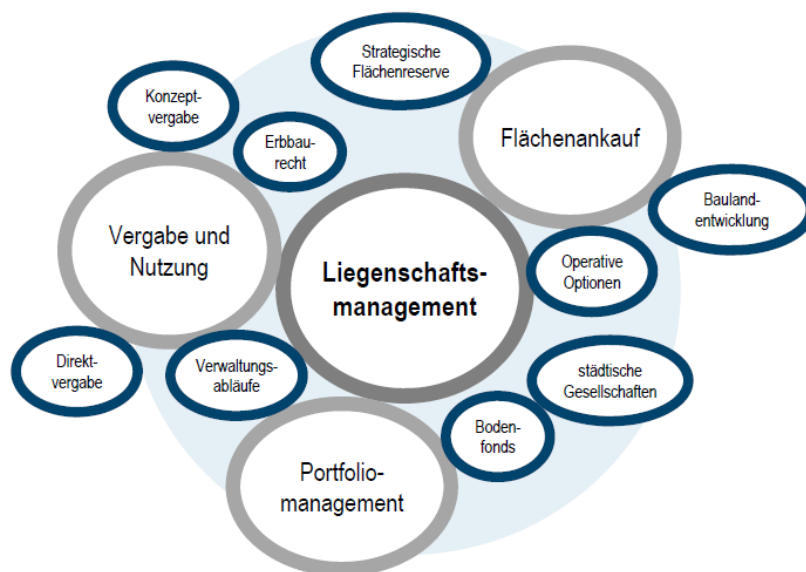 Strategische
Flächenreserve
Konzept-
vergabe
Erbbau-
recht
Flächenankauf
Bauland-
entwicklung
Vergabe und
Nutzung
Operative
Optionen
Liegenschafts-
management
Direkt-
vergabe
Verwaltungs-
abläufe
städtische
Gesellschaften
Boden-
fonds
Portfolio-
management